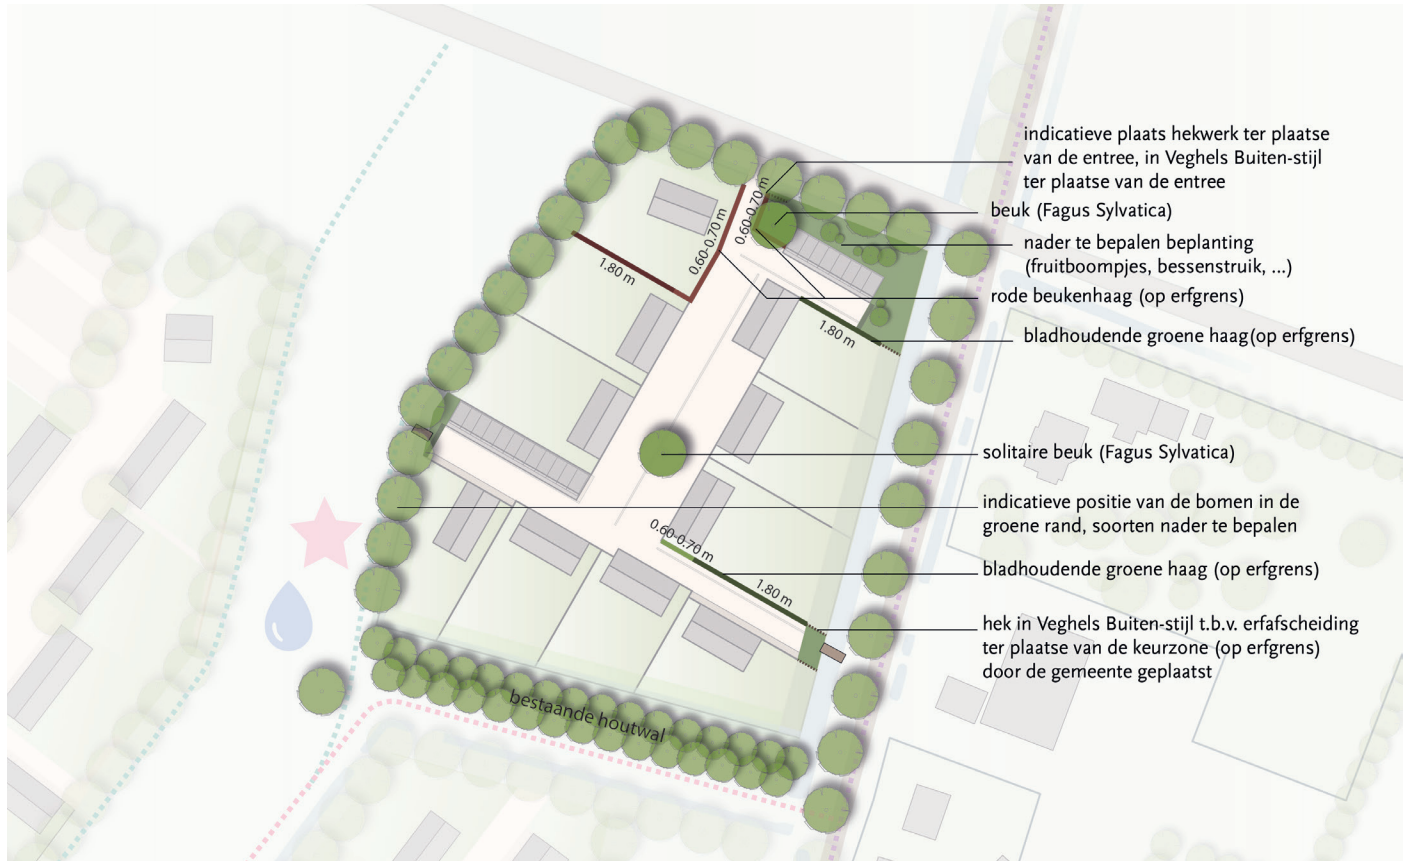 indicatieve plaats hekwerk ter plaatse
van de entree, in Veghels Buiten-stijl
ter plaatse van de entree
beuk (Fagus Sylvatica)
nader te bepalen beplanting
(fruitboompjes, bessenstruik, ...)
rode beukenhaag (op erfgrens)
bladhoudende groene haag(op erfgrens)
solitaire beuk (Fagus Sylvatica)
indicatieve positie van de bomen in de
groene rand, soorten nader te bepalen
bladhoudende groene haag (op erfgrens)
hek in Veghels Buiten-stijl t.b.v. erfafscheiding
ter plaatse van de keurzone (op erfgrens)
door de gemeente geplaatst
0.60-0.70 m
0.60-0.70 m
1.80 m
1.80 m
0.60-0.70 m
1.80 m
bestaande houtwal